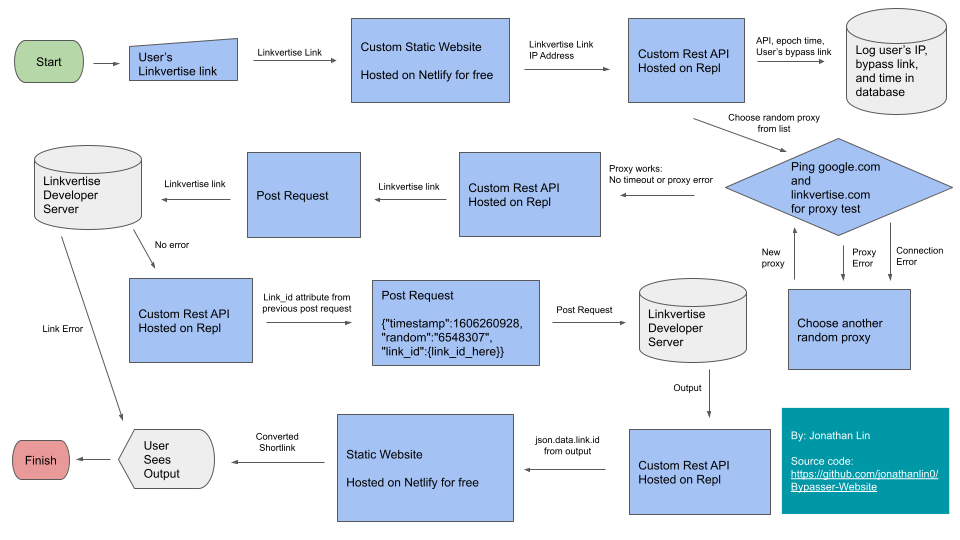 Start
User's
Linkvertise link
Linkvertise Link
Custom Static Website
Hosted on Netlify for free
Linkvertise Link
IP Address
Custom Rest API
Hosted on Repl
API, epoch time,
User's bypass link
Log user's IP,
bypass link,
and time in
database
Choose random proxy
from list
Ping google.com
and
linkvertise.com
for proxy test
Proxy works:
No timeout or proxy error
Custom Rest API
Hosted on Repl
Linkvertise link
Post Request
Linkvertise link
Linkvertise
Developer
Server
New
proxy
Proxy
Error
Connection
Error
Choose another
random proxy
No error
Link Error
Custom Rest API
Hosted on Repl
Link_id attribute from
previous post request
Post Request
{"timestamp":1606260928,
"random":"6548307",
"link_id":{link_id_here}}
Post Request
Linkvertise
Developer
Server
Output
Custom Rest API
Hosted on Repl
json.data.link.id
from output
Static Website
Hosted on Netlify for free
Converted
Shortlink
User
Sees
Output
Finish
By: Jonathan Lin
Source code:
https://github.com/jonathanlin0/
Bypasser-Website